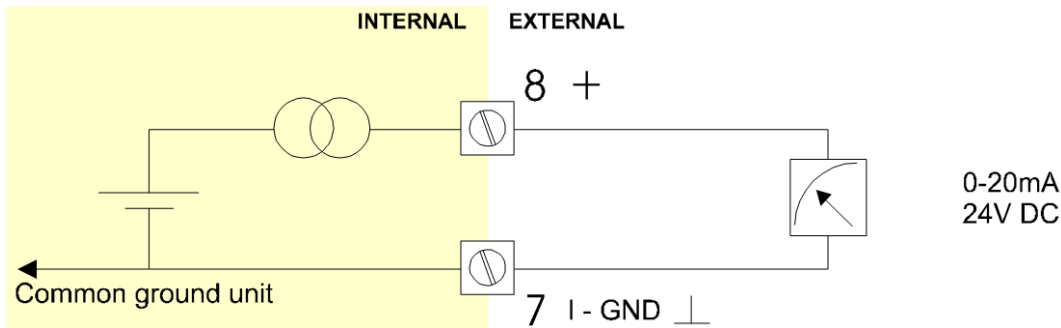 INTERNAL EXTERNAL
8 +
0-20mA
24V DC
Common ground unit
7 I - GND ⊥